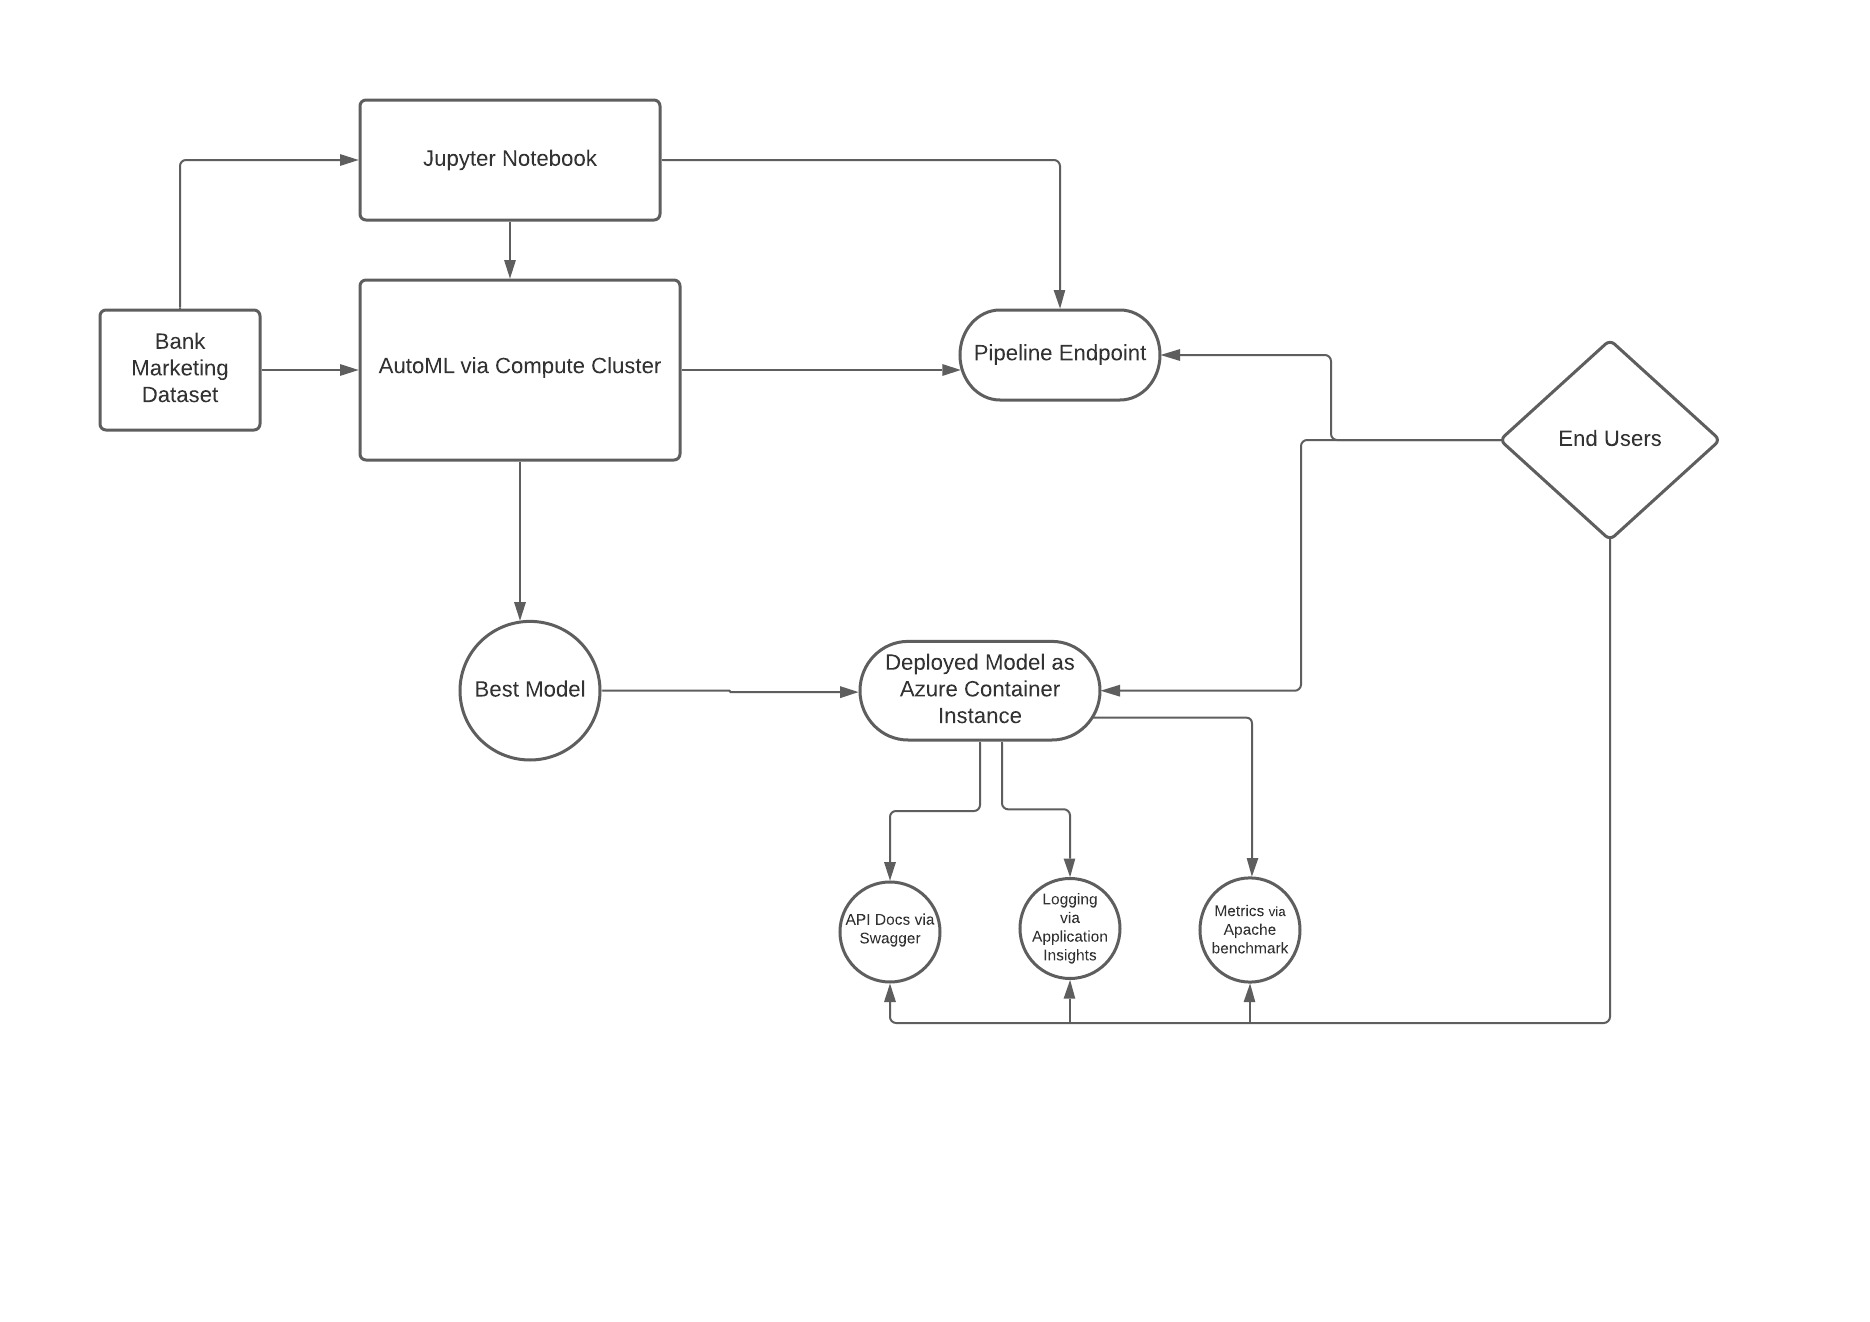 Jupyter Notebook
Bank
Marketing
Dataset
AutoML via Compute Cluster
Pipeline Endpoint
End Users
Best Model
Deployed Model as
Azure Container
Instance
API Docs via
Swagger
Logging
via
Application
Insights
Metrics via
Apache
benchmark